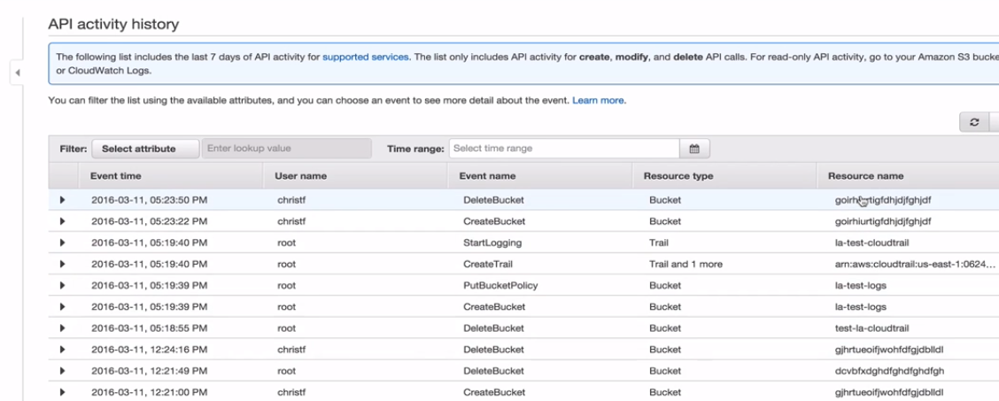 API activity history
The following list includes the last 7 days of API activity for supported services. The list only includes API activity for create, modify, and delete API calls. For read-only API activity, go to your Amazon S3
or CloudWatch Logs.
You can filter the list using the available attributes, and you can choose an event to see more detail about the event. Learn more.
Filter: Select attribute Enter lookup value Time range: Select time range
Event time User name Event name Resource type Resource name
2016-03-11, 05:23:50 PM christf DeleteBucket Bucket
2016-03-11, 05:23:22 PM christf CreateBucket Bucket goirhiurtigfdhjdjfghjdf
2016-03-11, 05:19:40 PM root StartLogging Trail la-test-cloudtrail
2016-03-11, 05:19:40 PM root CreateTrail Trail and 1 more arn:aws:cloudtrail:us-east-1:0624...
2016-03-11, 05:19:39 PM root PutBucketPolicy Bucket la-test-logs
2016-03-11, 05:19:39 PM root CreateBucket Bucket la-test-logs
2016-03-11, 05:18:55 PM root DeleteBucket Bucket test-la-cloudtrail
2016-03-11, 12:24:16 PM christf DeleteBucket Bucket gjhrtueoifjwohfdfgjdblldl
2016-03-11, 12:21:49 PM root DeleteBucket Bucket dcvbfxdghdfghdfghdfgh
2016-03-11, 12:21:00 PM christf CreateBucket Bucket gjhrtueoifjwohfdfgjdblldl